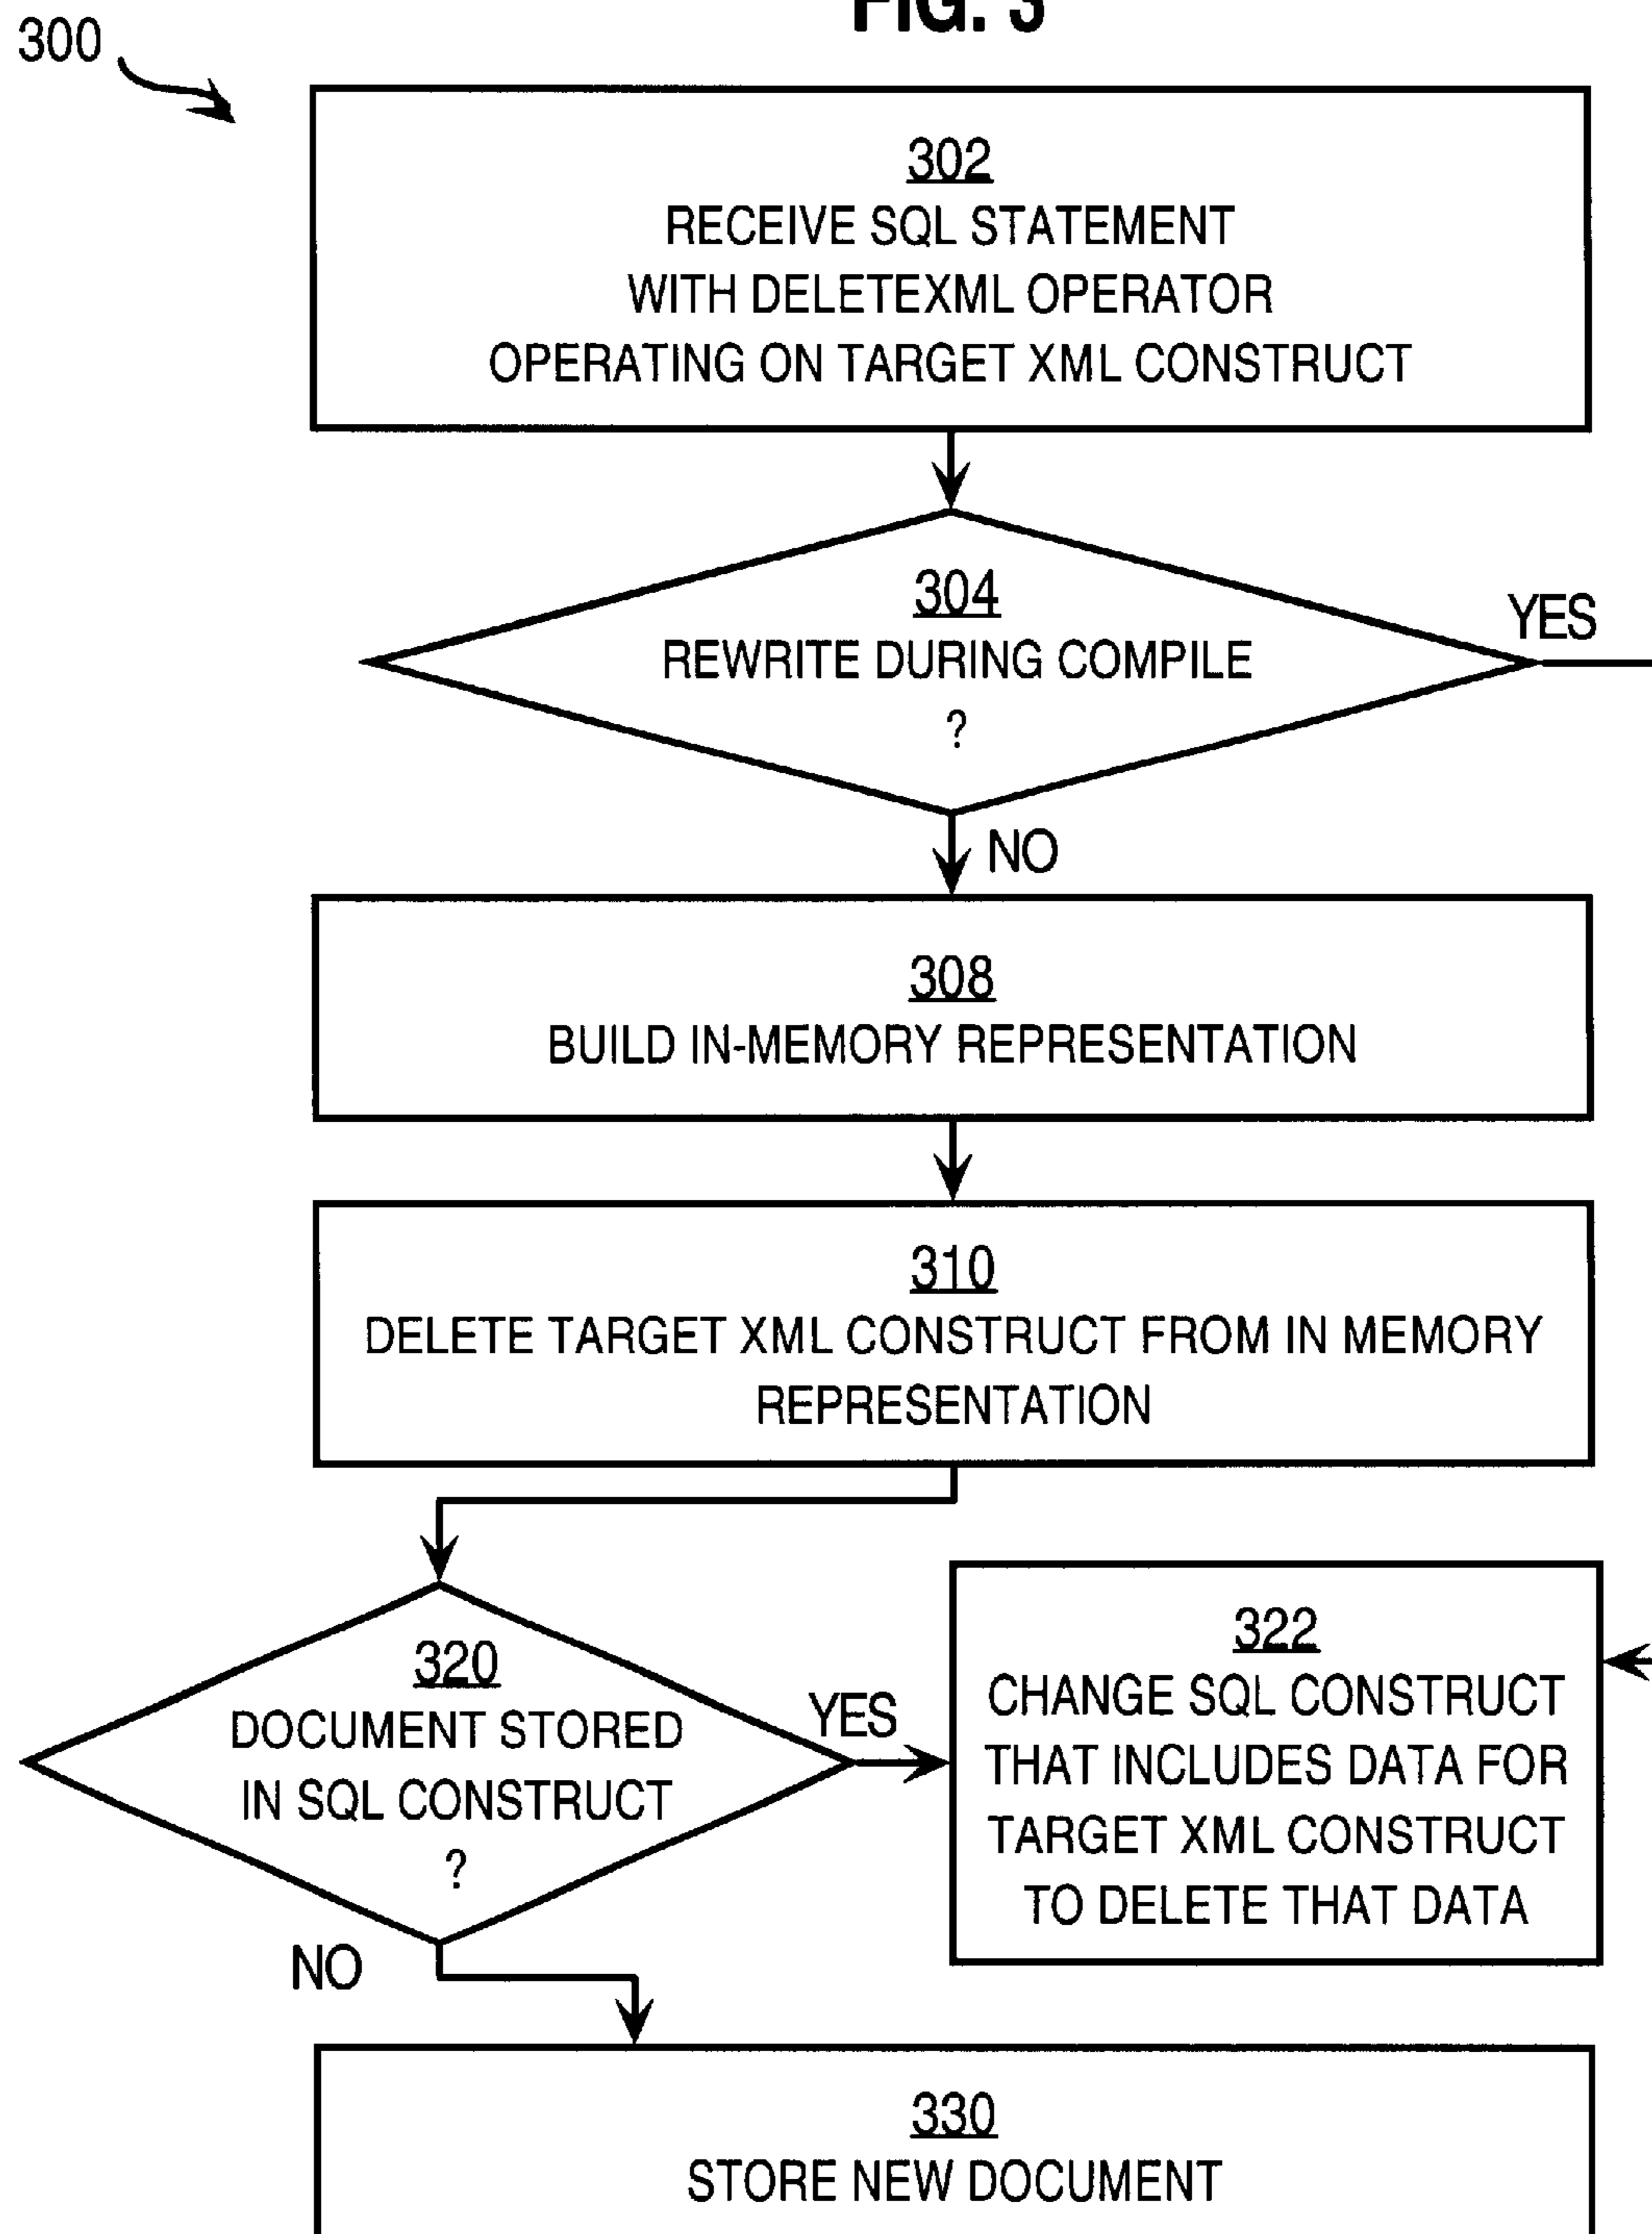 FIG. 3
300
302
RECEIVE SQL STATEMENT
WITH DELETEXML OPERATOR
OPERATING ON TARGET XML CONSTRUCT
304
REWRITE DURING COMPILE
?
YES
NO
308
BUILD IN-MEMORY REPRESENTATION
310
DELETE TARGET XML CONSTRUCT FROM IN MEMORY
REPRESENTATION
320
DOCUMENT STORED
IN SQL CONSTRUCT
?
YES
NO
322
CHANGE SQL CONSTRUCT
THAT INCLUDES DATA FOR
TARGET XML CONSTRUCT
TO DELETE THAT DATA
330
STORE NEW DOCUMENT